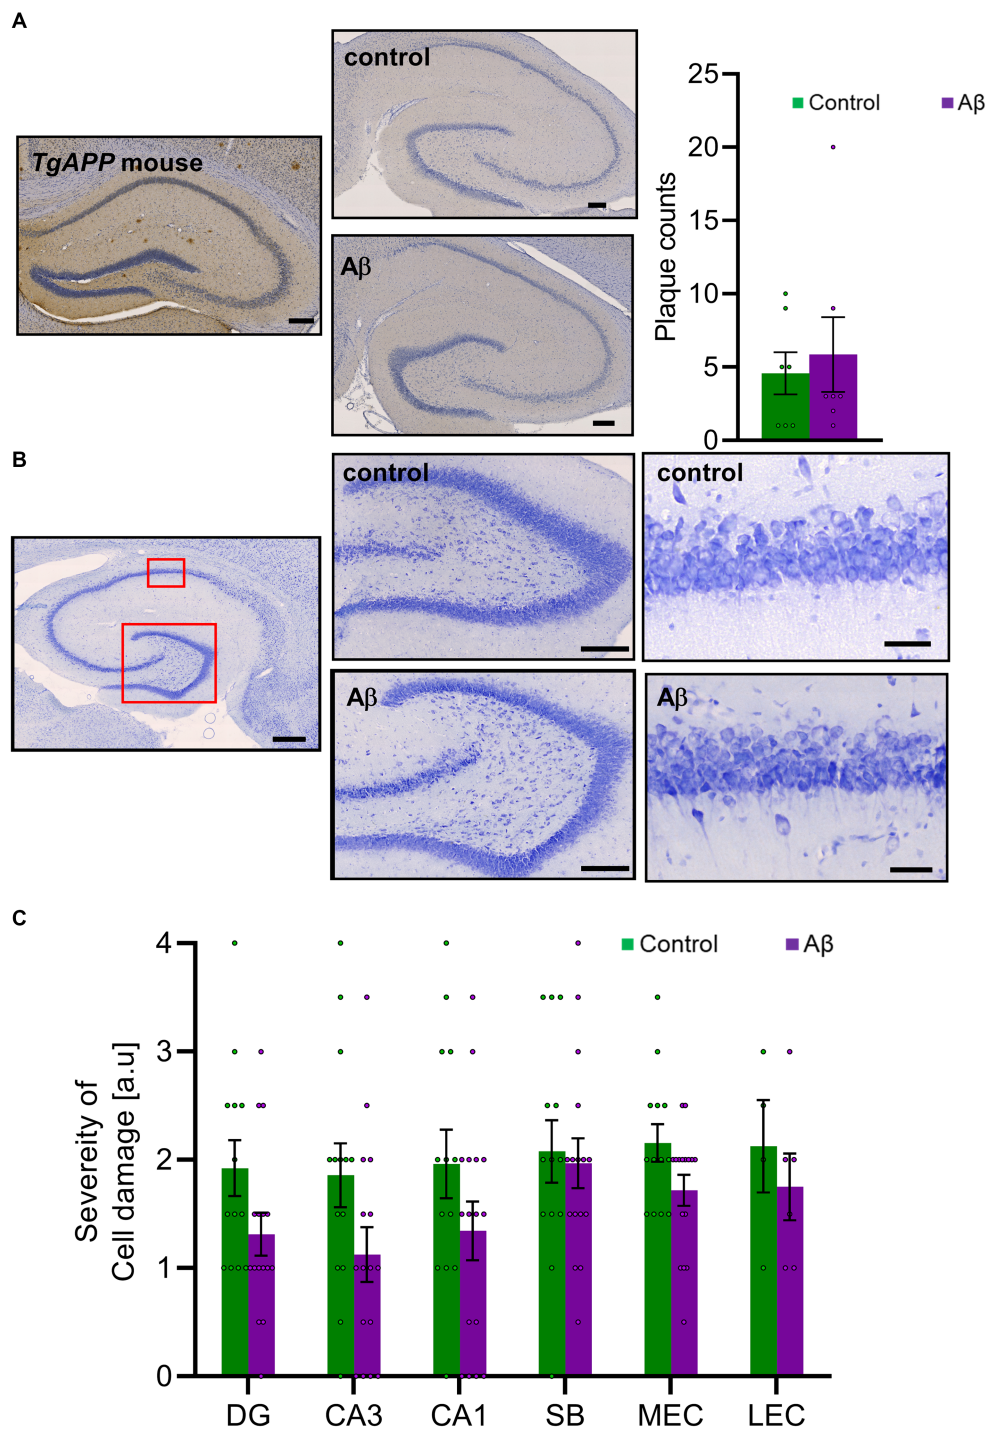 A
TgAPP mouse
control
Aβ
25
20
15
10
5
0
Plaque counts
Control
Aβ
B
control
control
Aβ
Aβ
C
4
3
2
1
0
Severeity of
Cell damage [a.u]
Control
Aβ
DG
CA3
CA1
SB
MEC
LEC